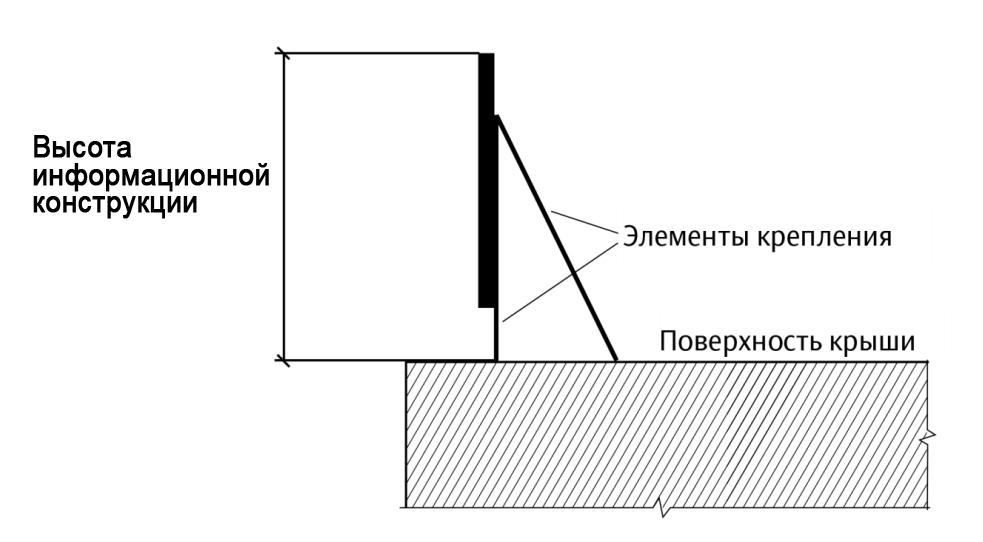 Высота
информационной
конструкции
Элементы крепления
Поверхность крыши